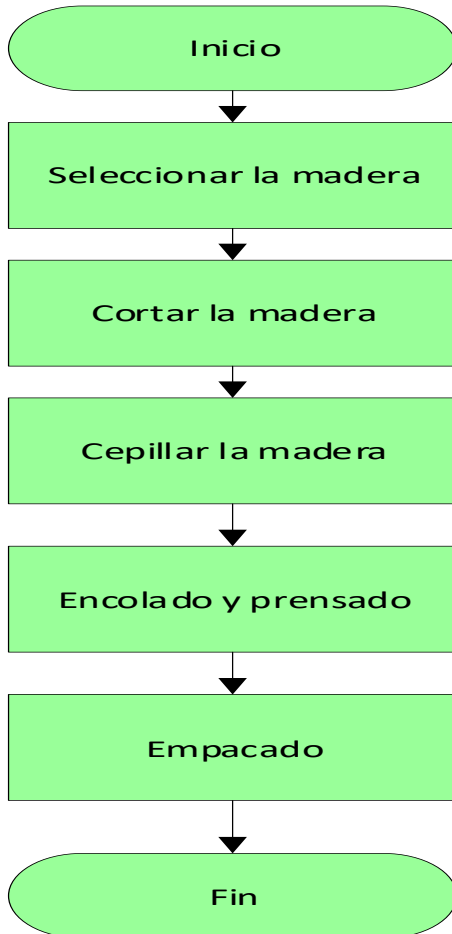 Inicio
Seleccionar la madera
Cortar la madera
Cepillar la madera
Encolado y prensado
Empacado
Fin